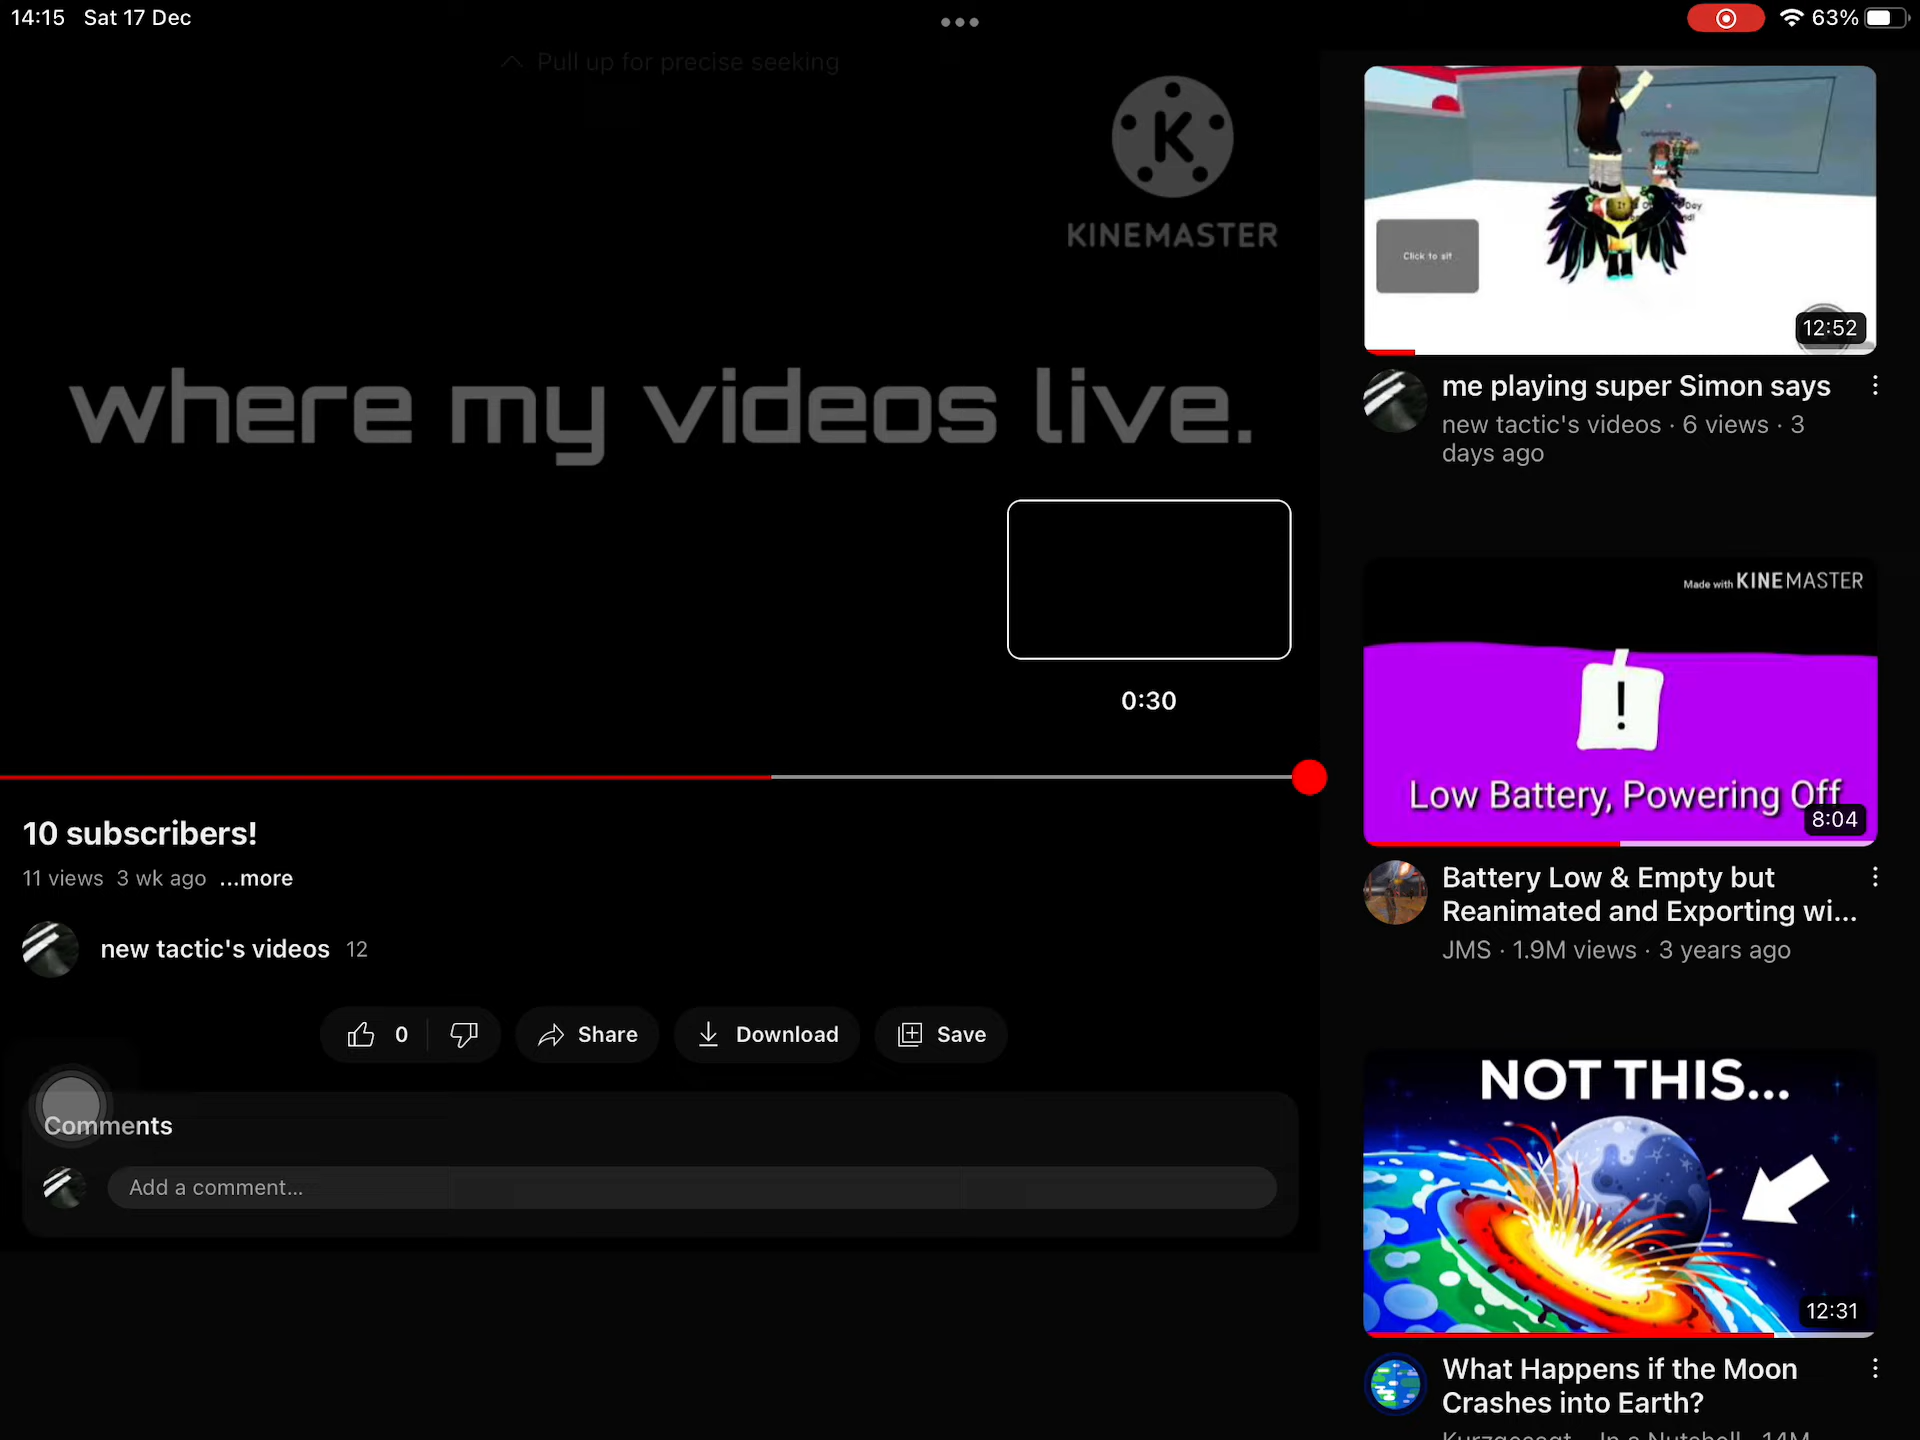 14:15 Sat 17 Dec
63%
Pull up for precise seeking
K
KINEMASTER
where my videos live.
0:30
10 subscribers!
11 views 3 wk ago ...more
new tactic's videos 12
0
Share
Download
Save
Comments
Add a comment...
Click to sit
12:52
me playing super Simon says
new tactic's videos · 6 views · 3
days ago
Made with KINEMASTER
!
Low Battery, Powering Off
8:04
Battery Low & Empty but
Reanimated and Exporting wi...
JMS · 1.9M views · 3 years ago
NOT THIS...
12:31
What Happens if the Moon
Crashes into Earth?
Kurzgesagt – In a Nutshell · 14M